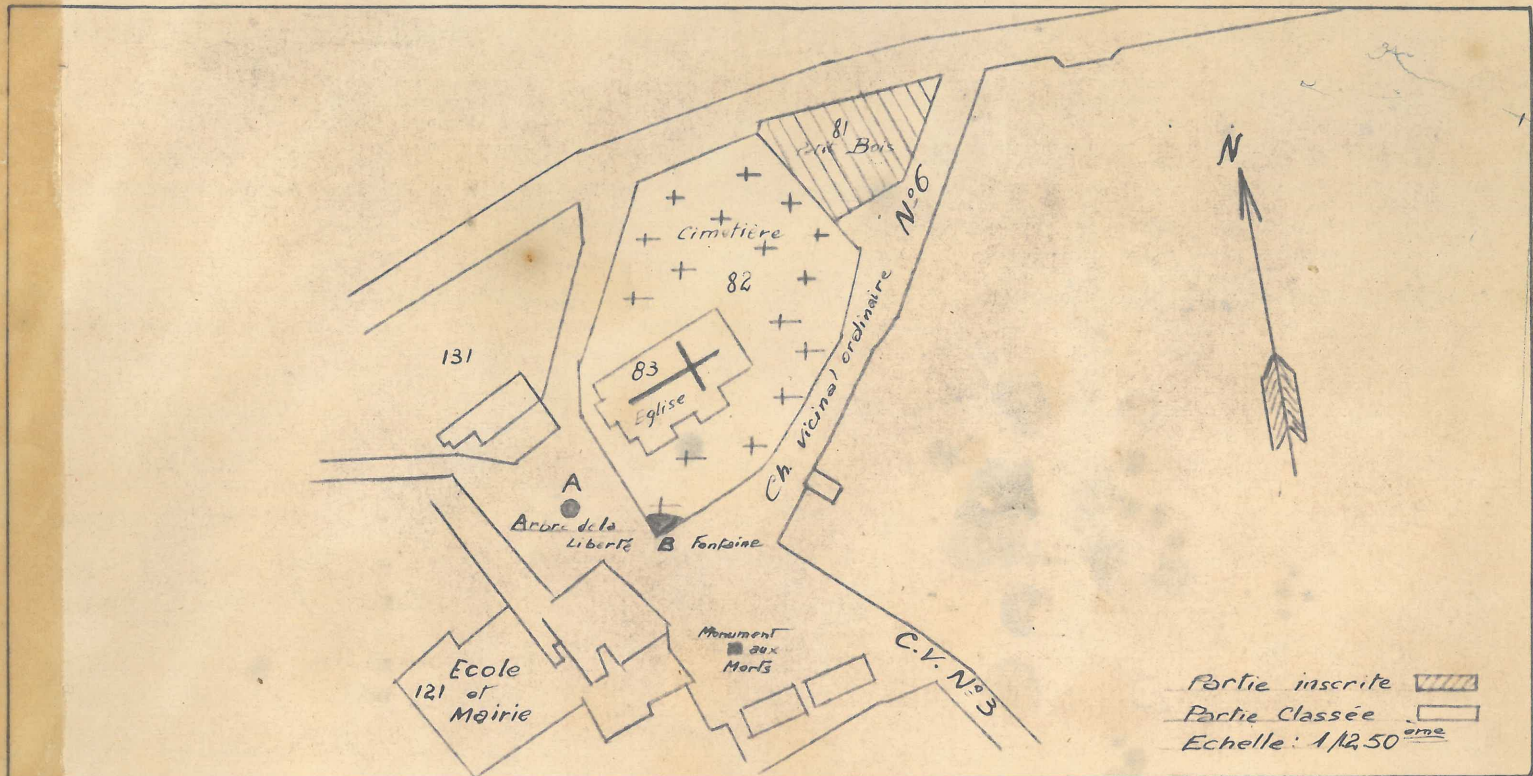 N
81
Petit Bois
N°6
Cimetière
82
131
83
Eglise
Ch. Vicinal ordinaire
A
Arbre de la
Liberté
B Fontaine
Monument
aux
Morts
C.V. N°3
Ecole
121 et
Mairie
Partie inscrite
Partie Classée
Echelle: 1/1250ème